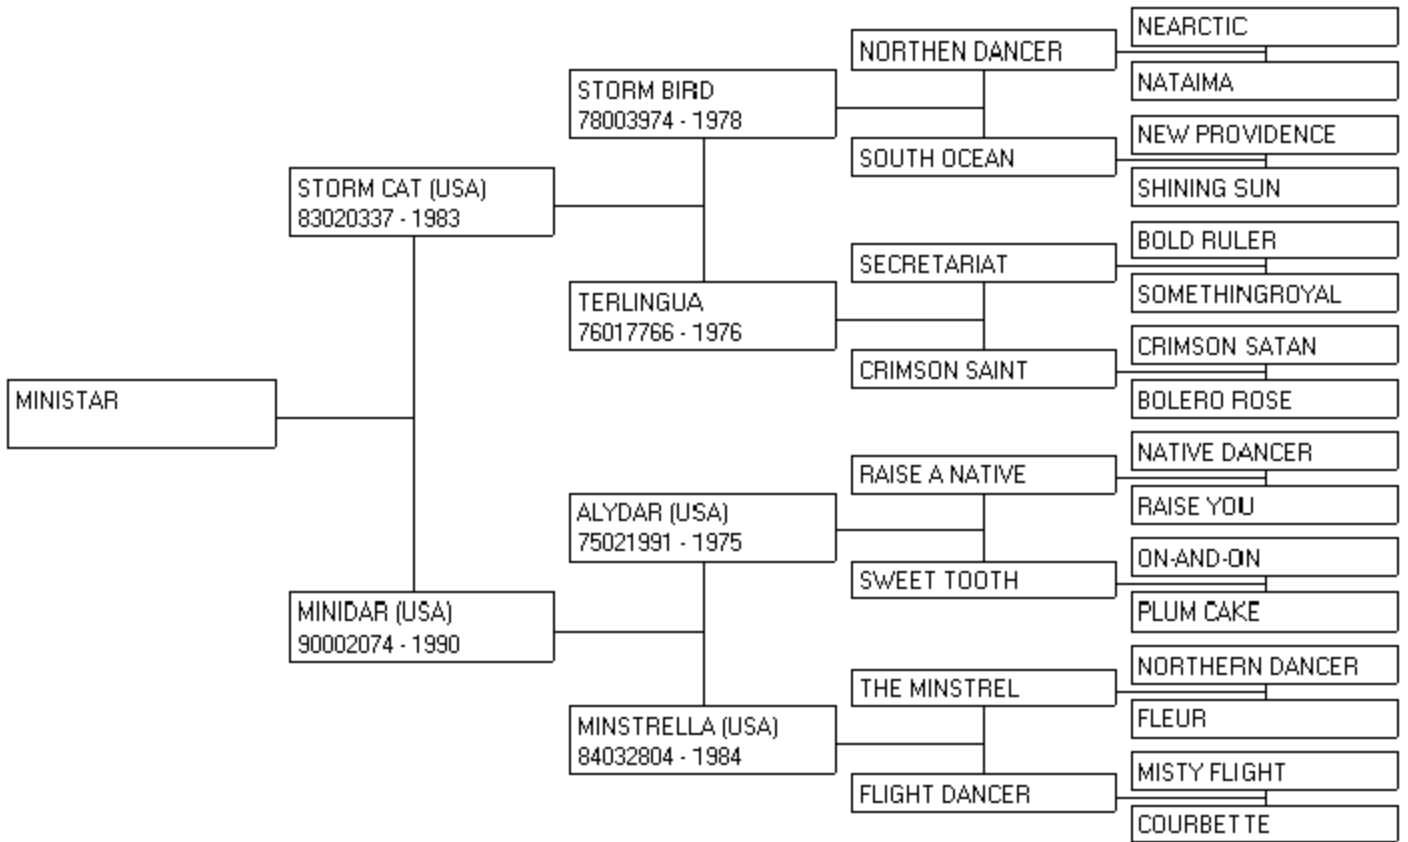 MINISTAR
STORM CAT (USA)
83020337 - 1983
MINIDAR (USA)
90002074 - 1990
STORM BIRD
78003974 - 1978
TERLINGUA
76017766 - 1976
ALYDAR (USA)
75021991 - 1975
MINSTRELLA (USA)
84032804 - 1984
NORTHEN DANCER
SOUTH OCEAN
SECRETARIAT
CRIMSON SAINT
RAISE A NATIVE
SWEET TOOTH
THE MINSTREL
FLIGHT DANCER
NEARCTIC
NATAIMA
NEW PROVIDENCE
SHINING SUN
BOLD RULER
SOMETHINGROYAL
CRIMSON SATAN
BOLERO ROSE
NATIVE DANCER
RAISE YOU
ON-AND-ON
PLUM CAKE
NORTHERN DANCER
FLEUR
MISTY FLIGHT
COURBETTE